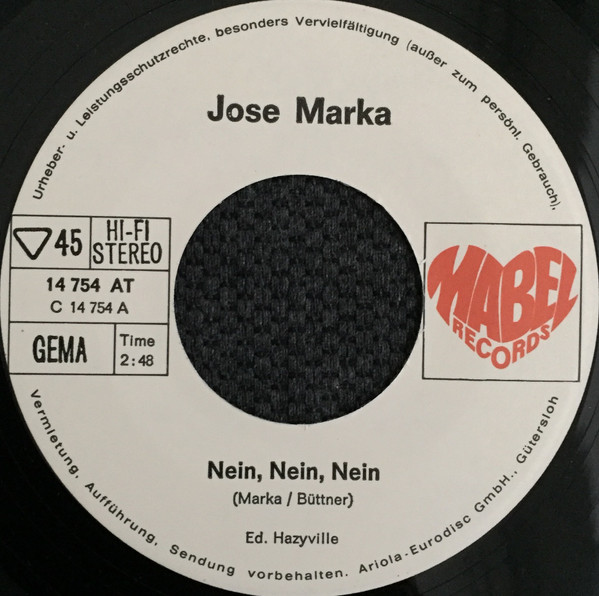 Urheber- u. Leistungsschutzrechte, besonders Vervielfältigung (außer zum persönl. Gebrauch),
Jose Marka
45
HI-FI
STEREO
14 754 AT
C 14 754 A
GEMA
Time
2:48
MABEL
RECORDS
Nein, Nein, Nein
(Marka / Büttner)
Ed. Hazyville
Vermietung, Aufführung, Sendung vorbehalten. Ariola-Eurodisc GmbH., Gütersloh